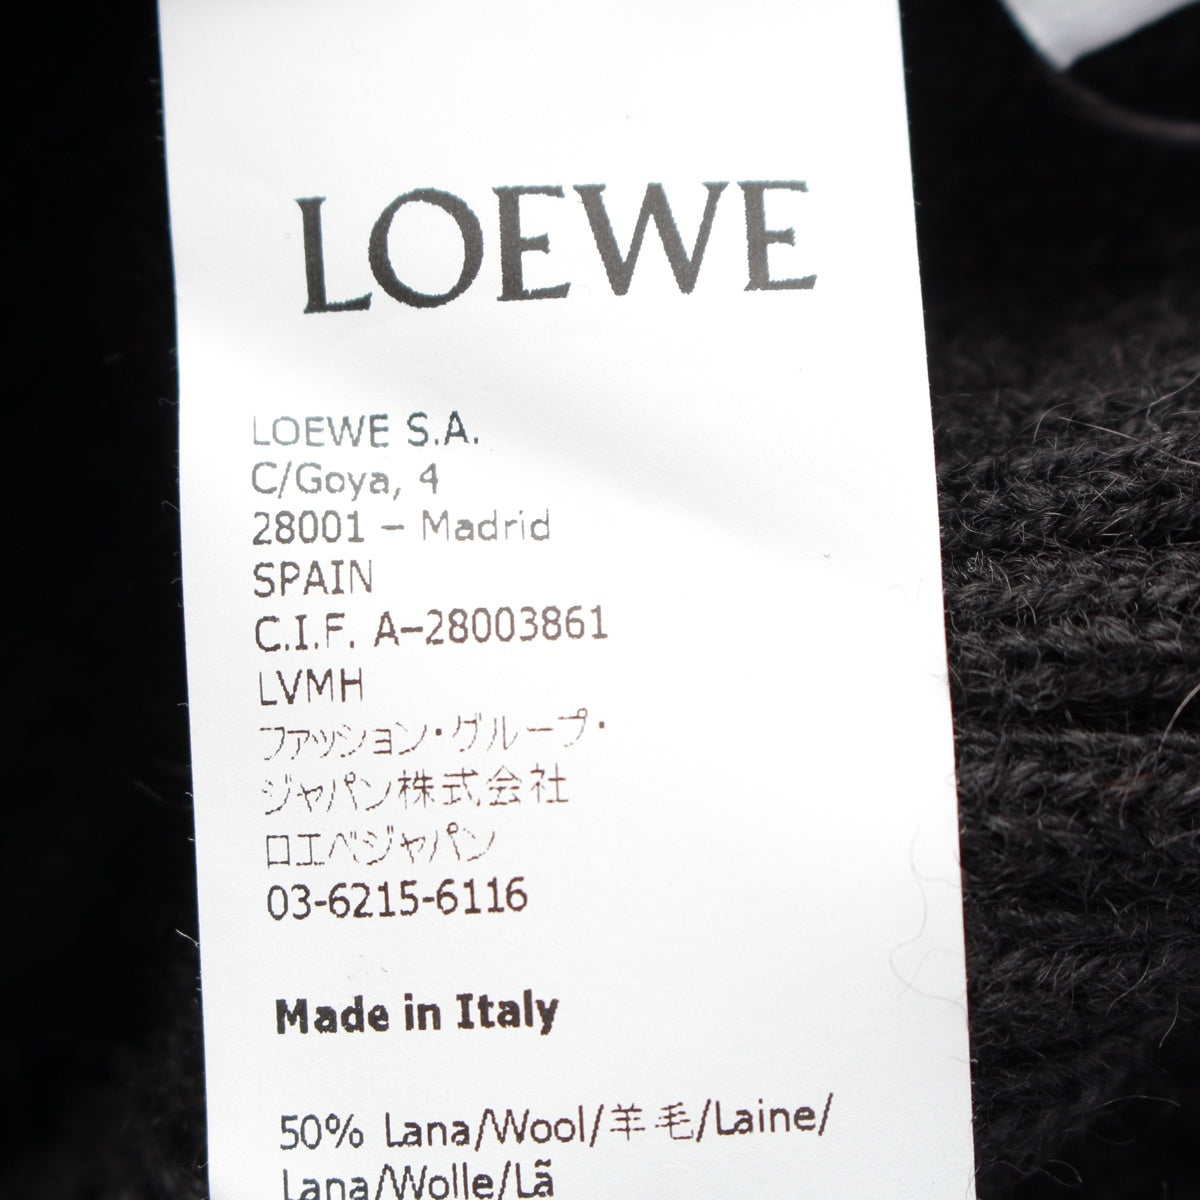 LOEWE
LOEWE S.A.
C/Goya, 4
28001 – Madrid
SPAIN
C.I.F. A–28003861
LVMH
ファッション・グループ・
ジャパン株式会社
ロエベジャパン
03-6215-6116
Made in Italy
50% Lana/Wool/羊毛/Laine/
Lana/Wolle/Lã